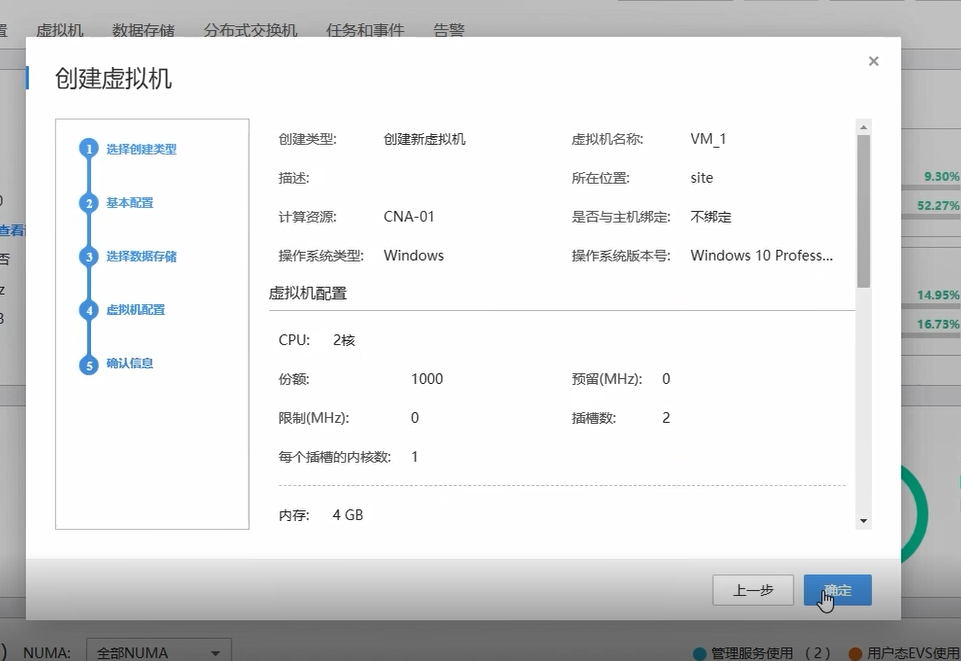 置 虚拟机 数据存储 分布式交换机 任务和事件 告警
创建虚拟机
×
1 选择创建类型
2 基本配置
3 选择数据存储
4 虚拟机配置
5 确认信息
创建类型: 创建新虚拟机 虚拟机名称: VM_1
描述: 所在位置: site
计算资源: CNA-01 是否与主机绑定: 不绑定
操作系统类型: Windows 操作系统版本号: Windows 10 Profess...
虚拟机配置
CPU: 2核
份额: 1000 预留(MHz): 0
限制(MHz): 0 插槽数: 2
每个插槽的内核数: 1
内存: 4 GB
上一步 确定
9.30%
52.27%
查看
否
14.95%
16.73%
NUMA: 全部NUMA 管理服务使用 ( 2 ) 用户态EVS使用